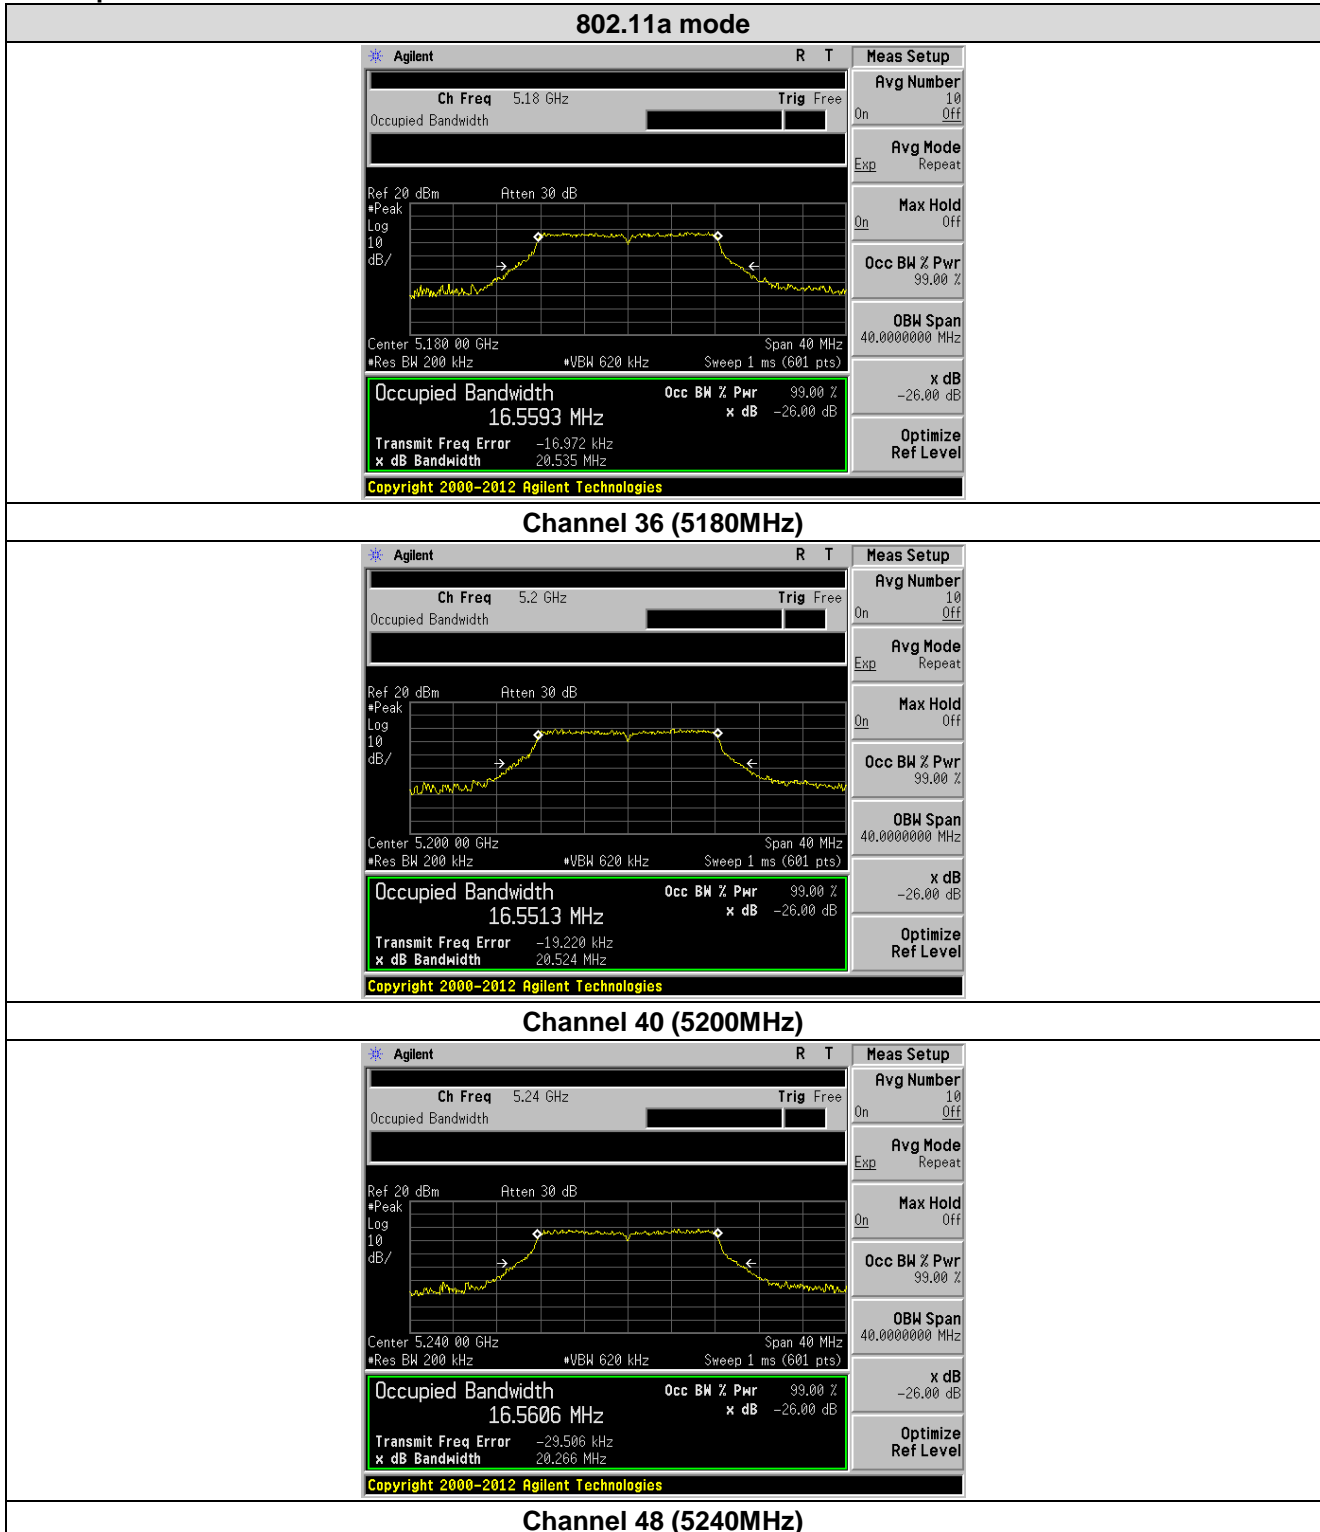 802.11a mode
Agilent R T Meas Setup
Ch Freq 5.18 GHz Trig Free
Occupied Bandwidth
Avg Number
10
On Off
Avg Mode
Exp Repeat
Ref 20 dBm Atten 30 dB
#Peak
Log
10
dB/
Max Hold
On Off
Occ BW % Pwr
99.00 %
OBW Span
40.0000000 MHz
Center 5.180 00 GHz Span 40 MHz
#Res BW 200 kHz #VBW 620 kHz Sweep 1 ms (601 pts)
x dB
-26.00 dB
Occupied Bandwidth Occ BW % Pwr 99.00 %
16.5593 MHz x dB -26.00 dB
Transmit Freq Error -16.972 kHz
x dB Bandwidth 20.535 MHz
Optimize
Ref Level
Copyright 2000-2012 Agilent Technologies
Channel 36 (5180MHz)
Agilent R T Meas Setup
Ch Freq 5.2 GHz Trig Free
Occupied Bandwidth
Avg Number
10
On Off
Avg Mode
Exp Repeat
Ref 20 dBm Atten 30 dB
#Peak
Log
10
dB/
Max Hold
On Off
Occ BW % Pwr
99.00 %
OBW Span
40.0000000 MHz
Center 5.200 00 GHz Span 40 MHz
#Res BW 200 kHz #VBW 620 kHz Sweep 1 ms (601 pts)
x dB
-26.00 dB
Occupied Bandwidth Occ BW % Pwr 99.00 %
16.5513 MHz x dB -26.00 dB
Transmit Freq Error -19.220 kHz
x dB Bandwidth 20.524 MHz
Optimize
Ref Level
Copyright 2000-2012 Agilent Technologies
Channel 40 (5200MHz)
Agilent R T Meas Setup
Ch Freq 5.24 GHz Trig Free
Occupied Bandwidth
Avg Number
10
On Off
Avg Mode
Exp Repeat
Ref 20 dBm Atten 30 dB
#Peak
Log
10
dB/
Max Hold
On Off
Occ BW % Pwr
99.00 %
OBW Span
40.0000000 MHz
Center 5.240 00 GHz Span 40 MHz
#Res BW 200 kHz #VBW 620 kHz Sweep 1 ms (601 pts)
x dB
-26.00 dB
Occupied Bandwidth Occ BW % Pwr 99.00 %
16.5606 MHz x dB -26.00 dB
Transmit Freq Error -29.506 kHz
x dB Bandwidth 20.266 MHz
Optimize
Ref Level
Copyright 2000-2012 Agilent Technologies
Channel 48 (5240MHz)